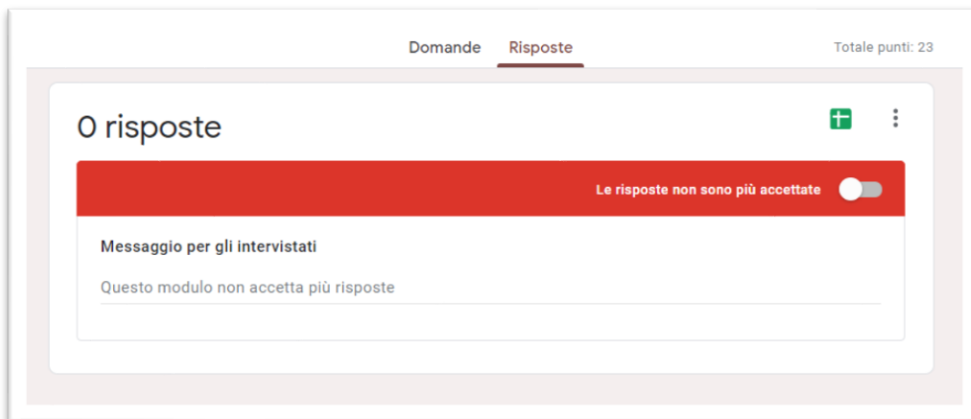 Domande Risposte Totale punti: 23
0 risposte
Le risposte non sono più accettate
Messaggio per gli intervistati
Questo modulo non accetta più risposte